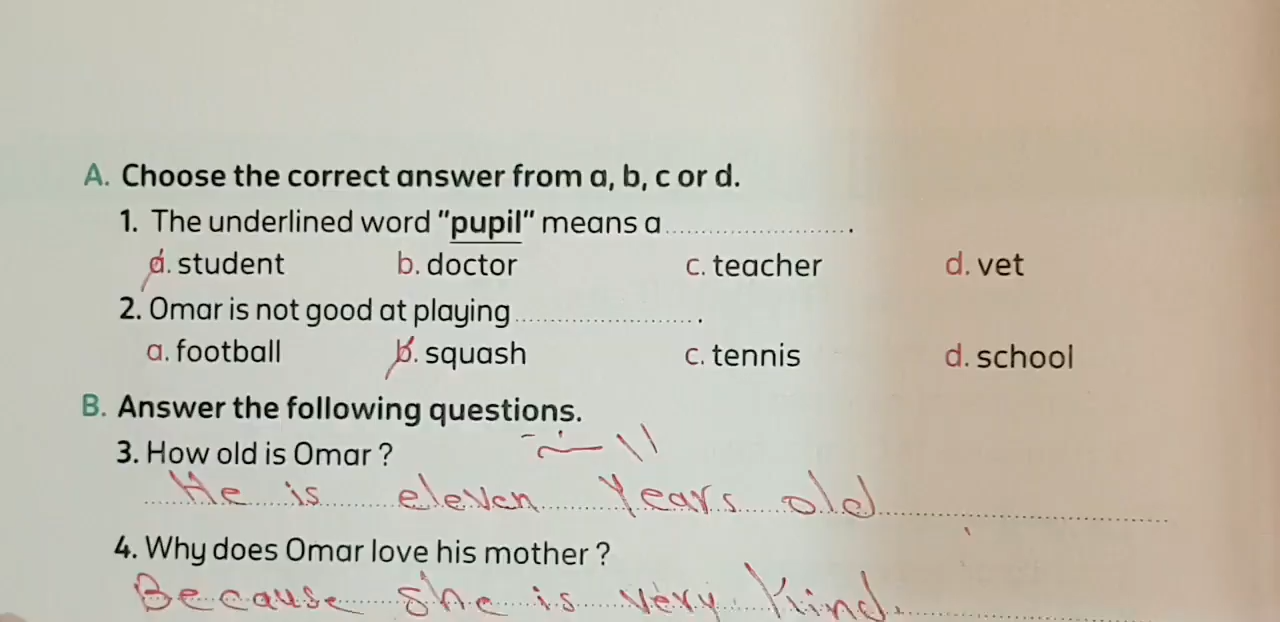 A. Choose the correct answer from a, b, c or d.
1. The underlined word "pupil" means a .................... .
a. student b. doctor c. teacher d. vet
2. Omar is not good at playing .................... .
a. football b. squash c. tennis d. school
B. Answer the following questions.
3. How old is Omar ?
He is eleven Years old
4. Why does Omar love his mother ?
Because she is very kind.